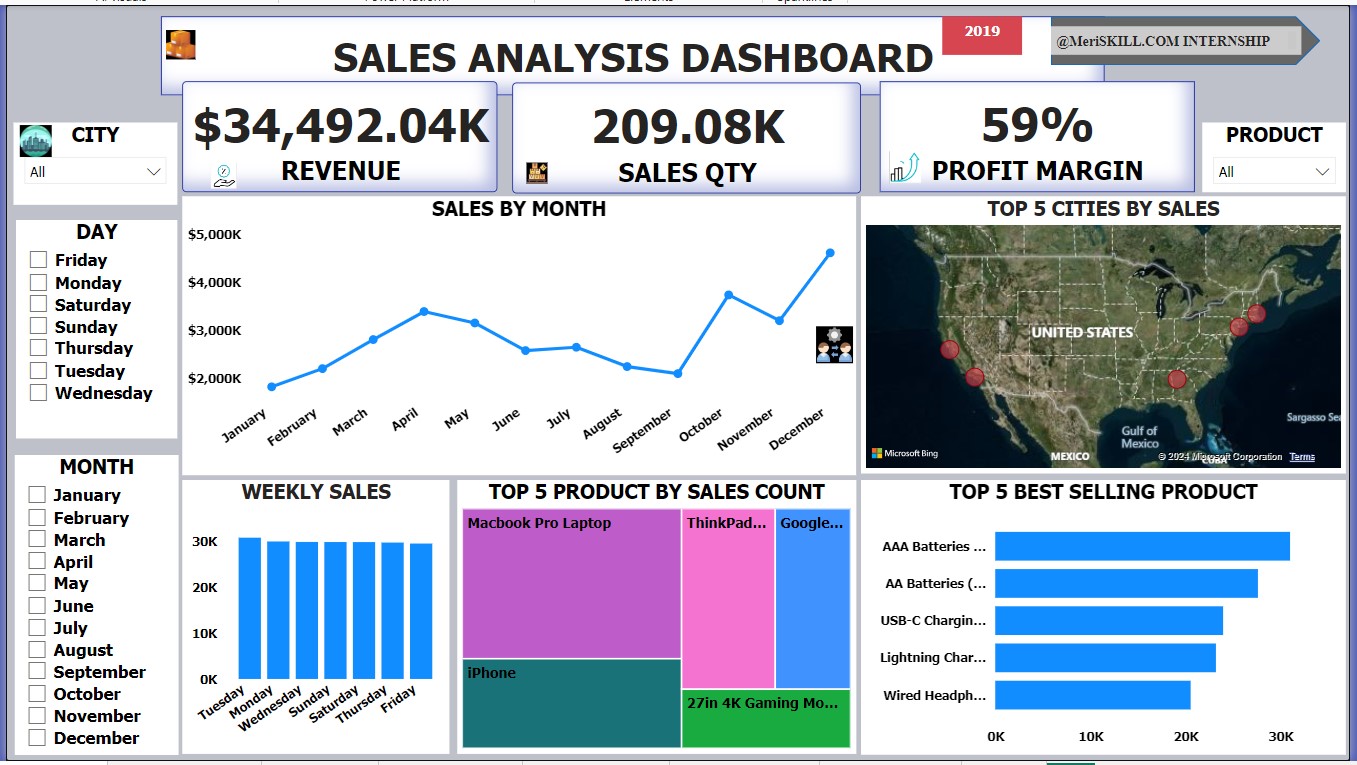 2019
@MeriSKILL.COM INTERNSHIP
SALES ANALYSIS DASHBOARD
$34,492.04K
REVENUE
209.08K
SALES QTY
59%
PROFIT MARGIN
CITY
All
PRODUCT
All
DAY
Friday
Monday
Saturday
Sunday
Thursday
Tuesday
Wednesday
MONTH
January
February
March
April
May
June
July
August
September
October
November
December
SALES BY MONTH
$5,000K
$4,000K
$3,000K
$2,000K
January
February
March
April
May
June
July
August
September
October
November
December
TOP 5 CITIES BY SALES
UNITED STATES
Sargasso Sea
Gulf of
Mexico
MEXICO
CUBA
Microsoft Bing
© 2024 Microsoft Corporation Terms
WEEKLY SALES
30K
20K
10K
0K
Tuesday
Monday
Wednesday
Sunday
Saturday
Thursday
Friday
TOP 5 PRODUCT BY SALES COUNT
Macbook Pro Laptop
ThinkPad...
Google...
iPhone
27in 4K Gaming Mo...
TOP 5 BEST SELLING PRODUCT
AAA Batteries ...
AA Batteries (...
USB-C Chargin...
Lightning Char...
Wired Headph...
0K
10K
20K
30K